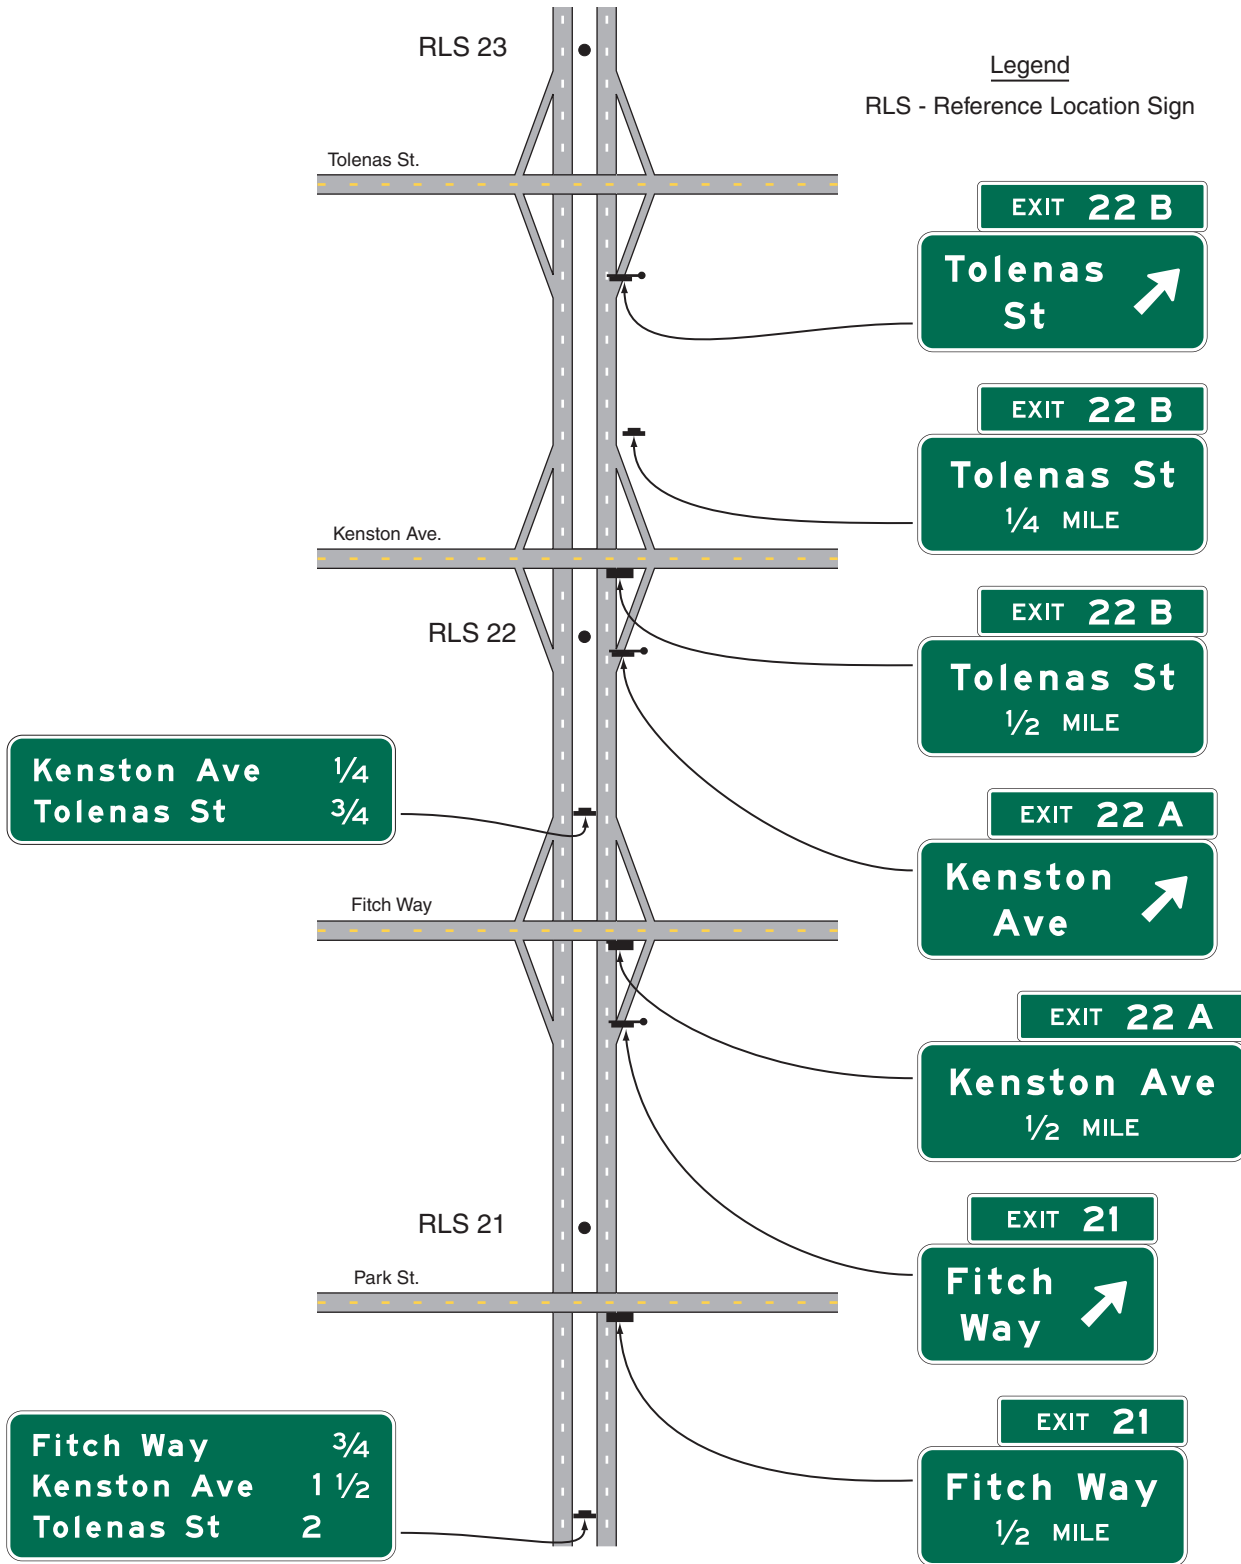 RLS 23
Legend
RLS - Reference Location Sign
Tolenas St.
EXIT 22 B
Tolenas
St
EXIT 22 B
Tolenas St
1/4 MILE
Kenston Ave.
EXIT 22 B
Tolenas St
1/2 MILE
RLS 22
Kenston Ave 1/4
Tolenas St 3/4
EXIT 22 A
Kenston
Ave
Fitch Way
EXIT 22 A
Kenston Ave
1/2 MILE
RLS 21
EXIT 21
Fitch
Way
Park St.
EXIT 21
Fitch Way
1/2 MILE
Fitch Way 3/4
Kenston Ave 1 1/2
Tolenas St 2